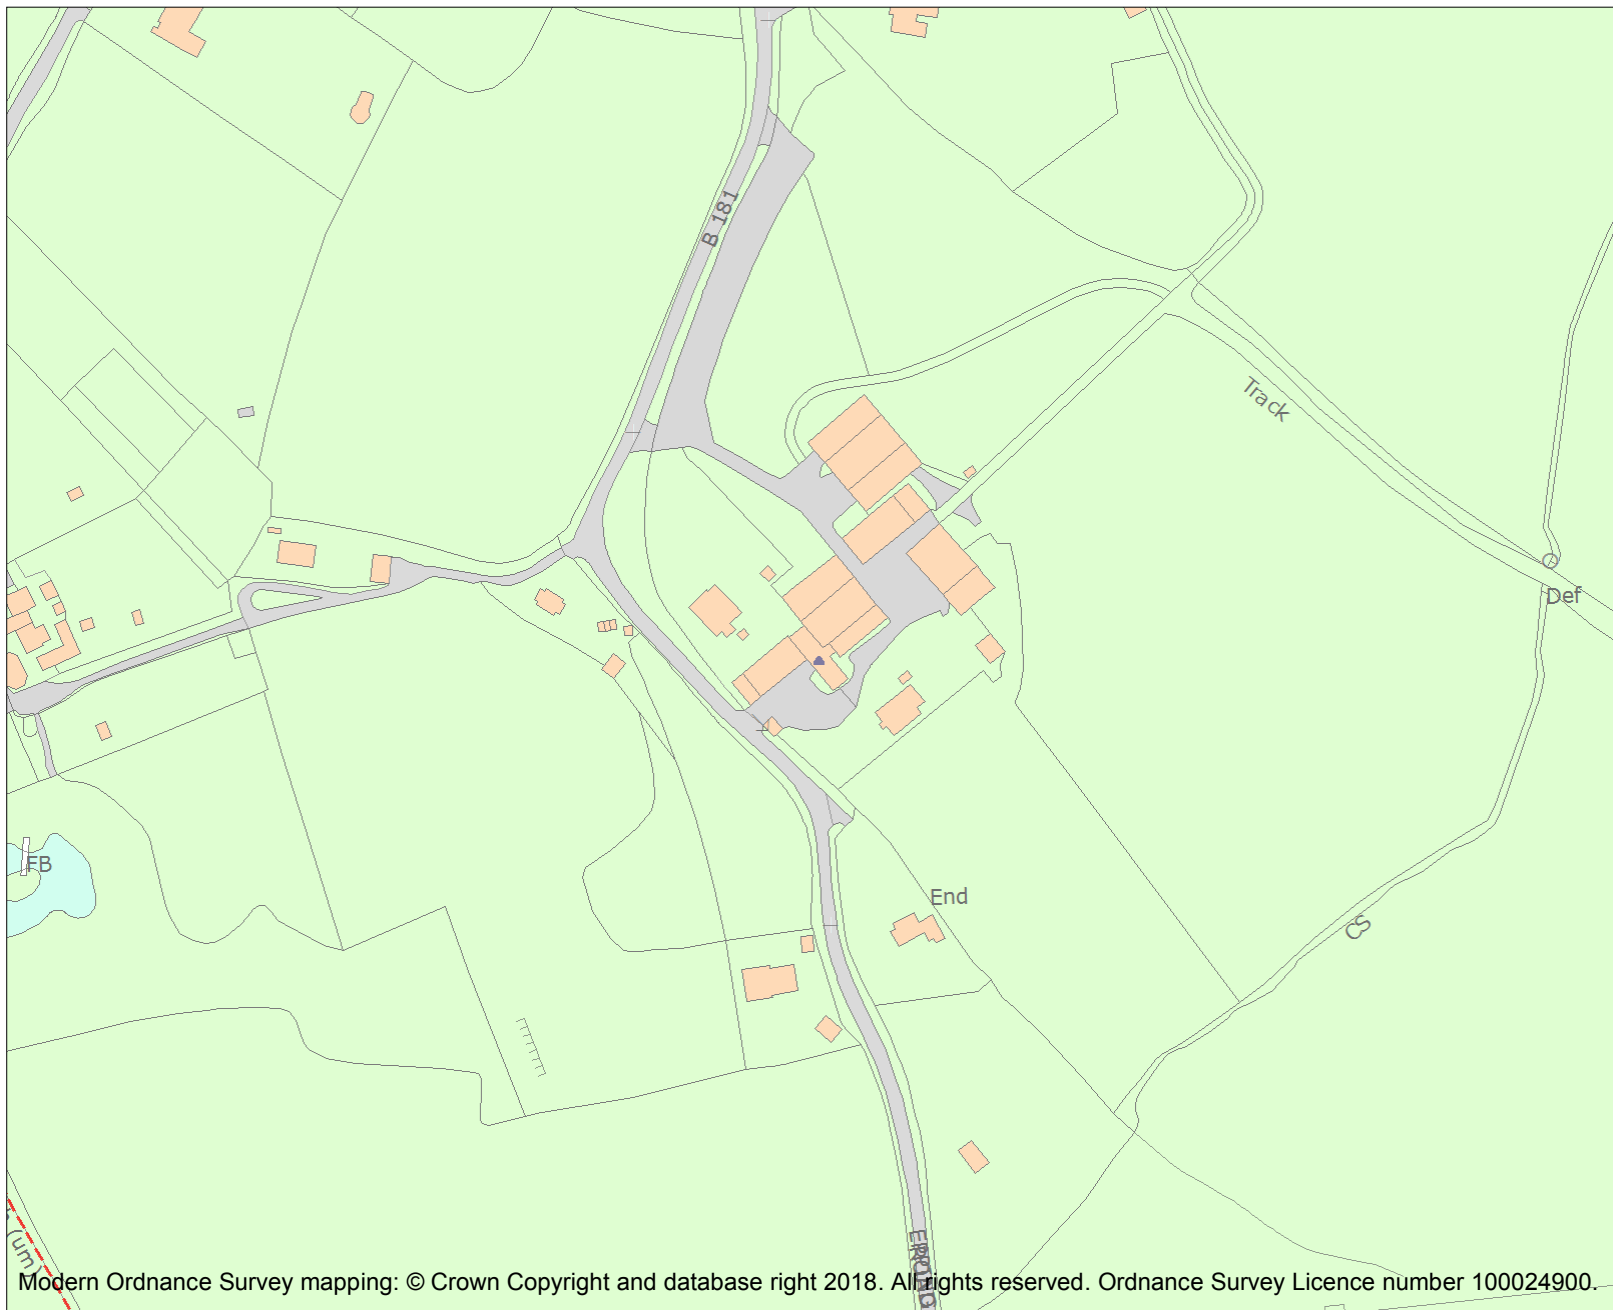 B 181
Track
Def
FB
End
CS
(um)
Modern Ordnance Survey mapping: © Crown Copyright and database right 2018. All rights reserved. Ordnance Survey Licence number 100024900.